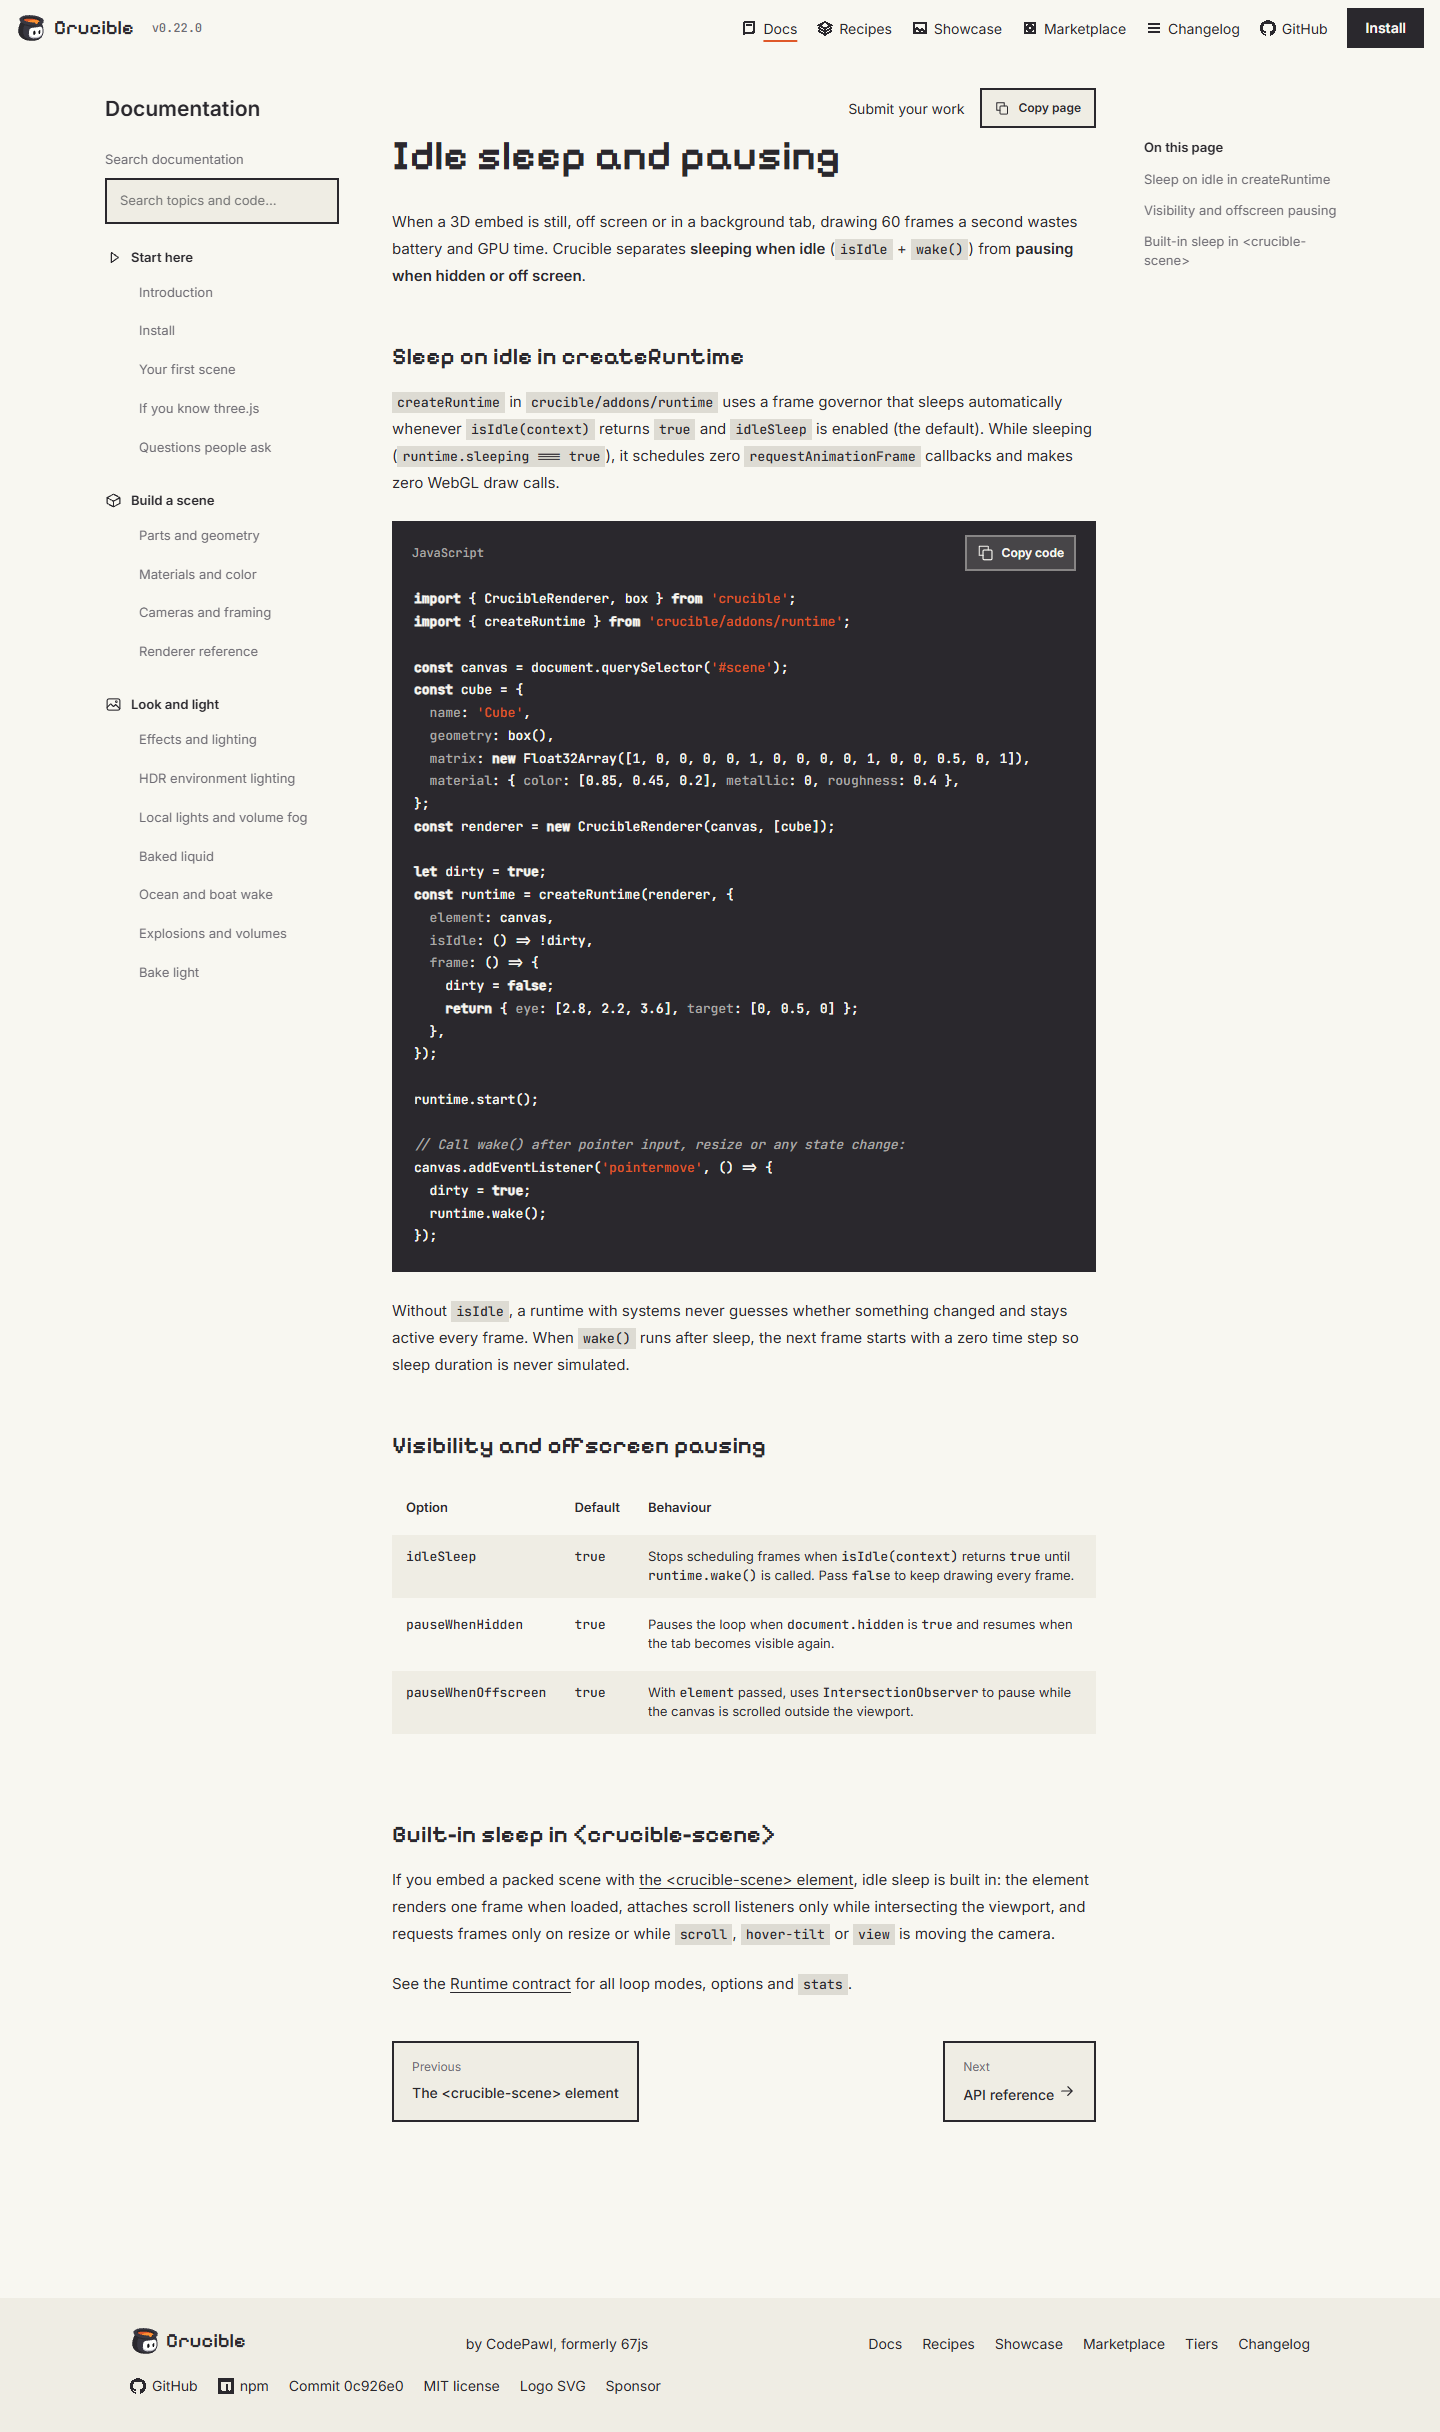 Crucible v0.22.0 Docs Recipes Showcase Marketplace Changelog GitHub Install
Documentation
Search documentation
Search topics and code...
Start here
Introduction
Install
Your first scene
If you know three.js
Questions people ask
Build a scene
Parts and geometry
Materials and color
Cameras and framing
Renderer reference
Look and light
Effects and lighting
HDR environment lighting
Local lights and volume fog
Baked liquid
Ocean and boat wake
Explosions and volumes
Bake light
Submit your work Copy page
Idle sleep and pausing
When a 3D embed is still, off screen or in a background tab, drawing 60 frames a second wastes
battery and GPU time. Crucible separates sleeping when idle (isIdle + wake()) from pausing
when hidden or off screen.
Sleep on idle in createRuntime
createRuntime in crucible/addons/runtime uses a frame governor that sleeps automatically
whenever isIdle(context) returns true and idleSleep is enabled (the default). While sleeping
(runtime.sleeping === true), it schedules zero requestAnimationFrame callbacks and makes
zero WebGL draw calls.
JavaScript Copy code
import { CrucibleRenderer, box } from 'crucible';
import { createRuntime } from 'crucible/addons/runtime';
const canvas = document.querySelector('#scene');
const cube = {
  name: 'Cube',
  geometry: box(),
  matrix: new Float32Array([1, 0, 0, 0, 0, 1, 0, 0, 0, 0, 1, 0, 0, 0.5, 0, 1]),
  material: { color: [0.85, 0.45, 0.2], metallic: 0, roughness: 0.4 },
};
const renderer = new CrucibleRenderer(canvas, [cube]);
let dirty = true;
const runtime = createRuntime(renderer, {
  element: canvas,
  isIdle: () => !dirty,
  frame: () => {
    dirty = false;
    return { eye: [2.8, 2.2, 3.6], target: [0, 0.5, 0] };
  },
});
runtime.start();
// Call wake() after pointer input, resize or any state change:
canvas.addEventListener('pointermove', () => {
  dirty = true;
  runtime.wake();
});
Without isIdle, a runtime with systems never guesses whether something changed and stays
active every frame. When wake() runs after sleep, the next frame starts with a zero time step so
sleep duration is never simulated.
Visibility and offscreen pausing
Option Default Behaviour
idleSleep true Stops scheduling frames when isIdle(context) returns true until
runtime.wake() is called. Pass false to keep drawing every frame.
pauseWhenHidden true Pauses the loop when document.hidden is true and resumes when
the tab becomes visible again.
pauseWhenOffscreen true With element passed, uses IntersectionObserver to pause while
the canvas is scrolled outside the viewport.
Built-in sleep in <crucible-scene>
If you embed a packed scene with the <crucible-scene> element, idle sleep is built in: the element
renders one frame when loaded, attaches scroll listeners only while intersecting the viewport, and
requests frames only on resize or while scroll, hover-tilt or view is moving the camera.
See the Runtime contract for all loop modes, options and stats.
Previous
The <crucible-scene> element
Next
API reference →
On this page
Sleep on idle in createRuntime
Visibility and offscreen pausing
Built-in sleep in <crucible-
scene>
Crucible by CodePawl, formerly 67js Docs Recipes Showcase Marketplace Tiers Changelog
GitHub npm Commit 0c926e0 MIT license Logo SVG Sponsor